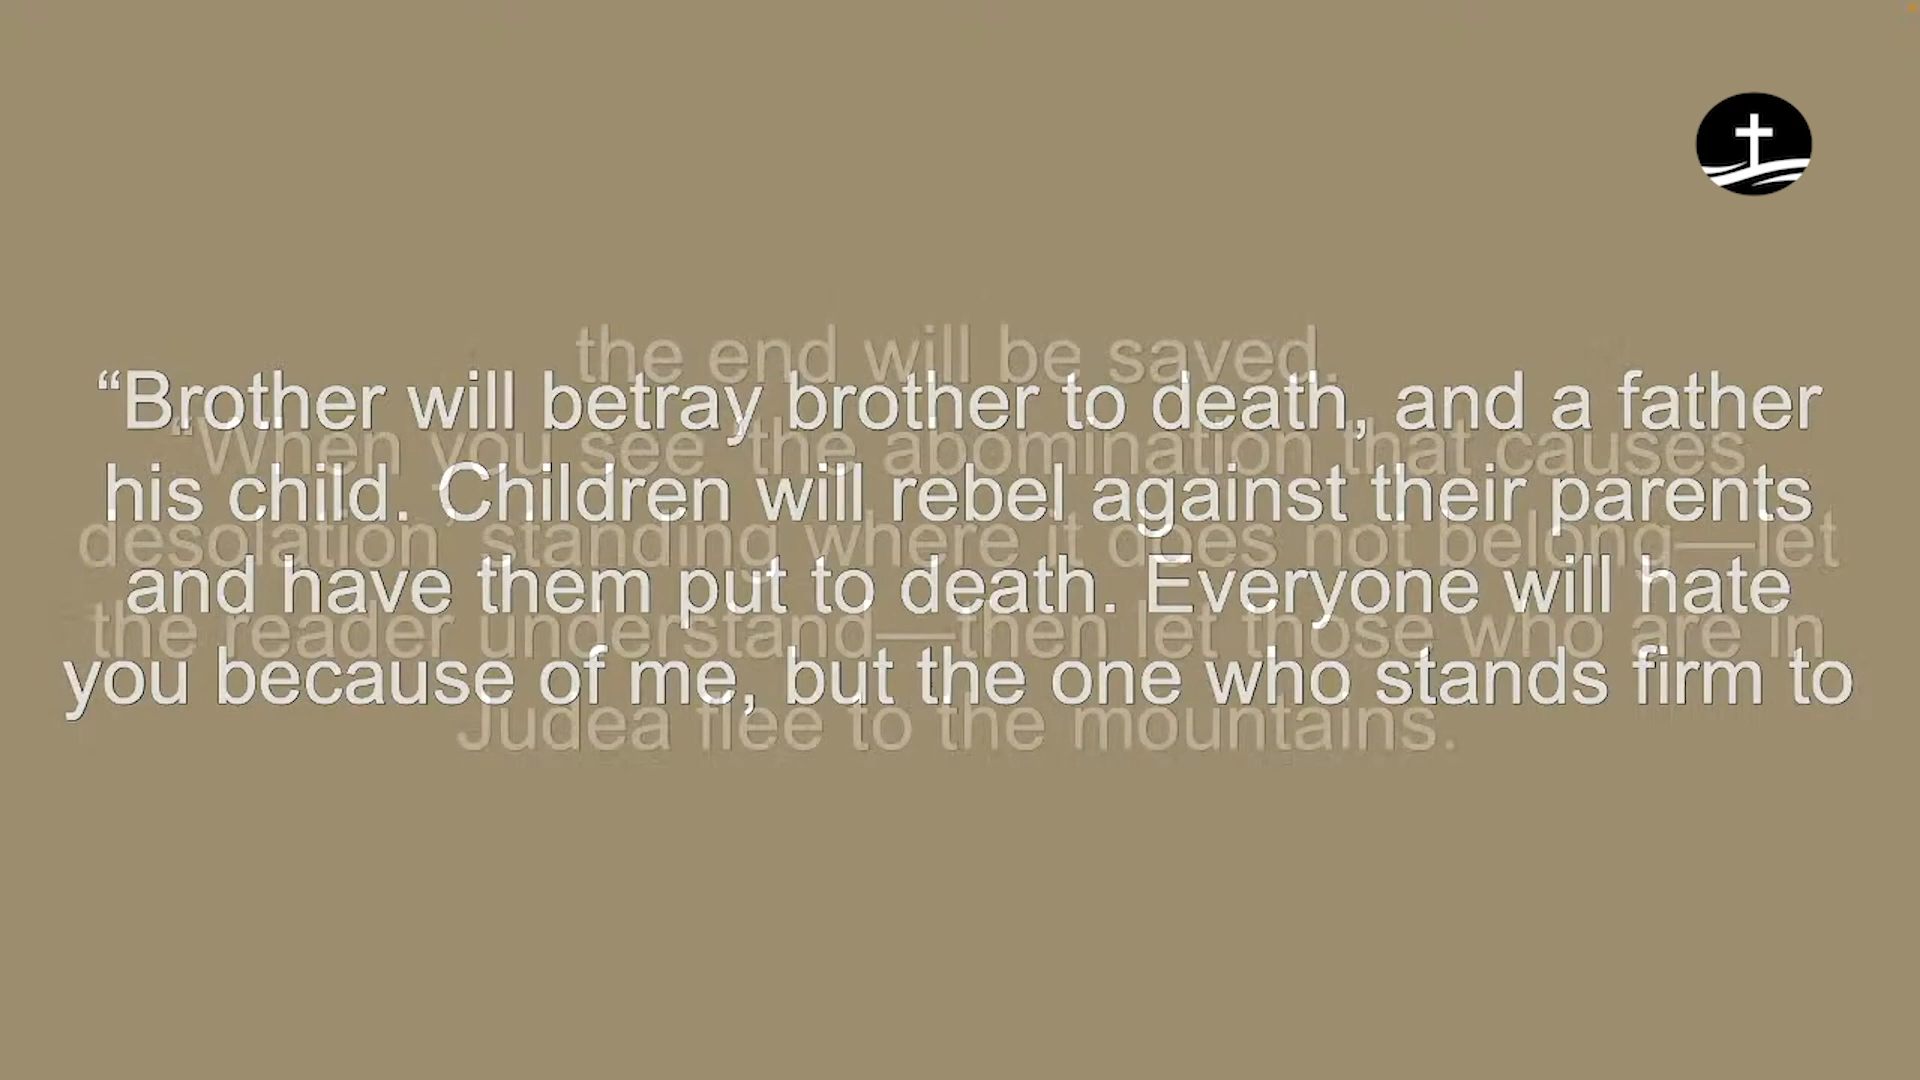 “Brother will betray brother to death, and a father
his child. Children will rebel against their parents
and have them put to death. Everyone will hate
you because of me, but the one who stands firm to
the end will be saved.
“When you see ‘the abomination that causes
desolation’ standing where it does not belong—let
the reader understand—then let those who are in
Judea flee to the mountains.